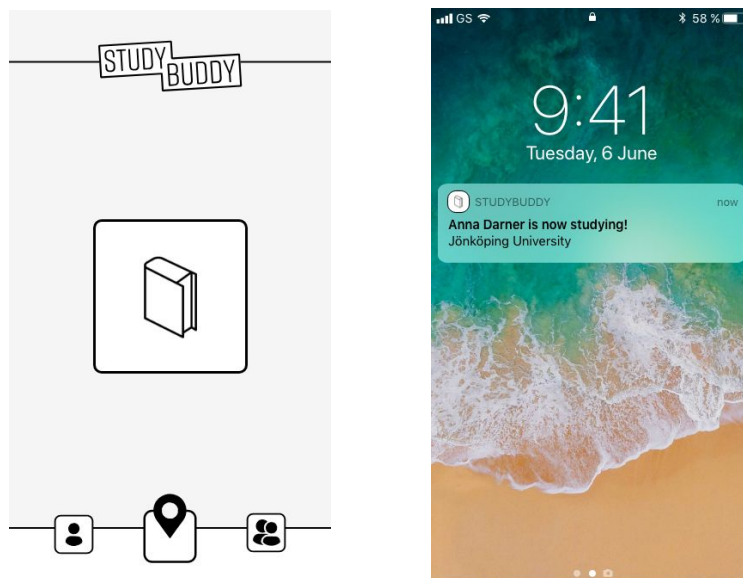 STUDY
BUDDY
GS 58 %
9:41
Tuesday, 6 June
STUDYBUDDY now
Anna Darner is now studying!
Jönköping University